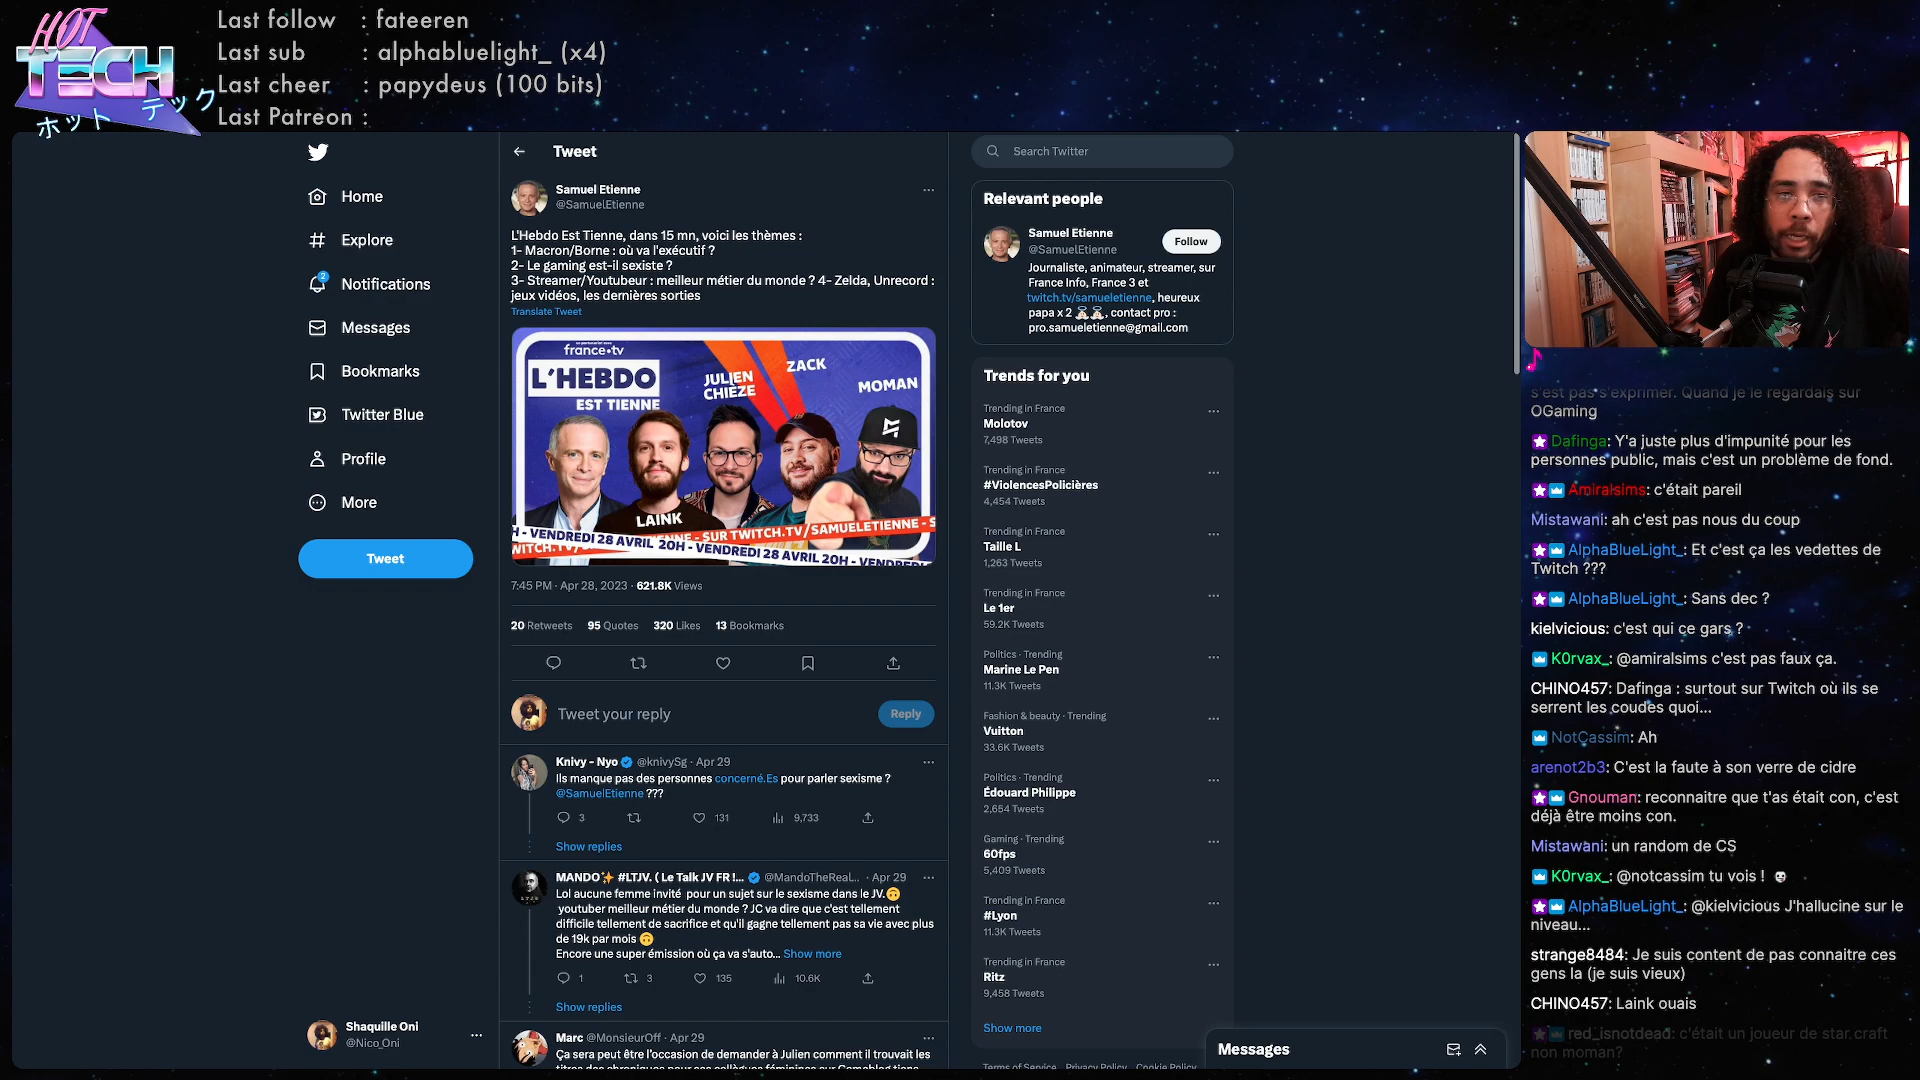 HOT
TECH
ホット テック
Last follow : fateeren
Last sub : alphabluelight_ (x4)
Last cheer : papydeus (100 bits)
Last Patreon :
Home
Explore
2
Notifications
Messages
Bookmarks
Twitter Blue
Profile
More
Tweet
Shaquille Oni
@Nico_Oni
Tweet
Samuel Etienne
@SamuelEtienne
L'Hebdo Est Tienne, dans 15 mn, voici les thèmes :
1- Macron/Borne : où va l'exécutif ?
2- Le gaming est-il sexiste ?
3- Streamer/Youtubeur : meilleur métier du monde ? 4- Zelda, Unrecord :
jeux vidéos, les dernières sorties
Translate Tweet
france•tv
L'HEBDO
EST TIENNE
JULIEN
CHIÈZE
ZACK
MOMAN
LAINK
SUR TWITCH.TV/SAMUELETIENNE - S
H - VENDREDI 28 AVRIL 20H - VENDREDI 28 AVRIL 20H - VENDREDI
7:45 PM · Apr 28, 2023 · 621.8K Views
20 Retweets 95 Quotes 320 Likes 13 Bookmarks
Tweet your reply
Reply
Knivy - Nyo @knivySg · Apr 29
Ils manque pas des personnes concerné.Es pour parler sexisme ?
@SamuelEtienne ???
3 131 9,733
Show replies
MANDO✨ #LTJV. ( Le Talk JV FR !... @MandoTheReal... · Apr 29
Lol aucune femme invité pour un sujet sur le sexisme dans le JV.🙃
youtuber meilleur métier du monde ? JC va dire que c'est tellement
difficile tellement de sacrifice et qu'il gagne tellement pas sa vie avec plus
de 19k par mois 🙃
Encore une super émission où ça va s'auto... Show more
1 3 135 10.6K
Show replies
Marc @MonsieurOff · Apr 29
Ça sera peut être l'occasion de demander à Julien comment il trouvait les
titres des chroniques pour ses collègues féminines sur Gameblog
Search Twitter
Relevant people
Samuel Etienne
@SamuelEtienne
Follow
Journaliste, animateur, streamer, sur
France Info, France 3 et
twitch.tv/samueletienne, heureux
papa x 2 👼🏻👼🏻, contact pro :
pro.samueletienne@gmail.com
Trends for you
Trending in France
Molotov
7,498 Tweets
Trending in France
#ViolencesPolicières
4,454 Tweets
Trending in France
Taille L
1,263 Tweets
Trending in France
Le 1er
59.2K Tweets
Politics · Trending
Marine Le Pen
11.3K Tweets
Fashion & beauty · Trending
Vuitton
33.6K Tweets
Politics · Trending
Édouard Philippe
2,654 Tweets
Gaming · Trending
60fps
5,409 Tweets
Trending in France
#Lyon
11.3K Tweets
Trending in France
Ritz
9,458 Tweets
Show more
Terms of Service Privacy Policy Cookie Policy
Messages
s'est pas s'exprimer. Quand je le regardais sur
OGaming
Dafinga: Y'a juste plus d'impunité pour les
personnes public, mais c'est un problème de fond.
Amiralsims: c'était pareil
Mistawani: ah c'est pas nous du coup
AlphaBlueLight_: Et c'est ça les vedettes de
Twitch ???
AlphaBlueLight_: Sans dec ?
kielvicious: c'est qui ce gars ?
K0rvax_: @amiralsims c'est pas faux ça.
CHINO457: Dafinga : surtout sur Twitch où ils se
serrent les coudes quoi...
NotCassim: Ah
arenot2b3: C'est la faute à son verre de cidre
Gnouman: reconnaitre que t'as était con, c'est
déjà être moins con.
Mistawani: un random de CS
K0rvax_: @notcassim tu vois !
AlphaBlueLight_: @kielvicious J'hallucine sur le
niveau...
strange8484: Je suis content de pas connaitre ces
gens la (je suis vieux)
CHINO457: Laink ouais
red_isnotdead: c'était un joueur de star craft
non moman?